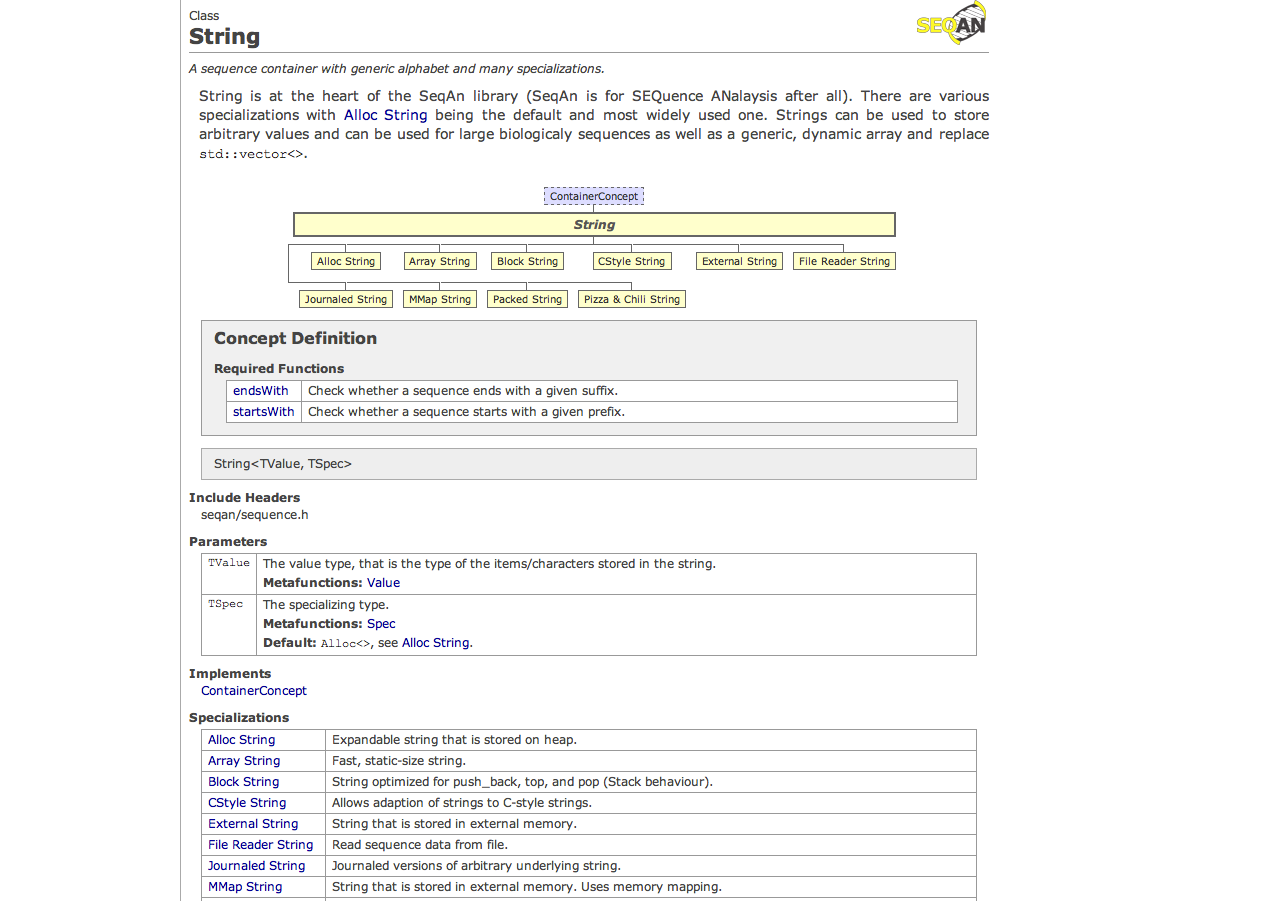 Class
SEQAN
String
A sequence container with generic alphabet and many specializations.
String is at the heart of the SeqAn library (SeqAn is for SEQuence ANalaysis after all). There are various
specializations with Alloc String being the default and most widely used one. Strings can be used to store
arbitrary values and can be used for large biologicaly sequences as well as a generic, dynamic array and replace
std::vector<>.
ContainerConcept
String
Alloc String Array String Block String CStyle String External String File Reader String
Journaled String MMap String Packed String Pizza & Chili String
Concept Definition
Required Functions
endsWith Check whether a sequence ends with a given suffix.
startsWith Check whether a sequence starts with a given prefix.
String<TValue, TSpec>
Include Headers
seqan/sequence.h
Parameters
TValue The value type, that is the type of the items/characters stored in the string.
Metafunctions: Value
TSpec The specializing type.
Metafunctions: Spec
Default: Alloc<>, see Alloc String.
Implements
ContainerConcept
Specializations
Alloc String Expandable string that is stored on heap.
Array String Fast, static-size string.
Block String String optimized for push_back, top, and pop (Stack behaviour).
CStyle String Allows adaption of strings to C-style strings.
External String String that is stored in external memory.
File Reader String Read sequence data from file.
Journaled String Journaled versions of arbitrary underlying string.
MMap String String that is stored in external memory. Uses memory mapping.